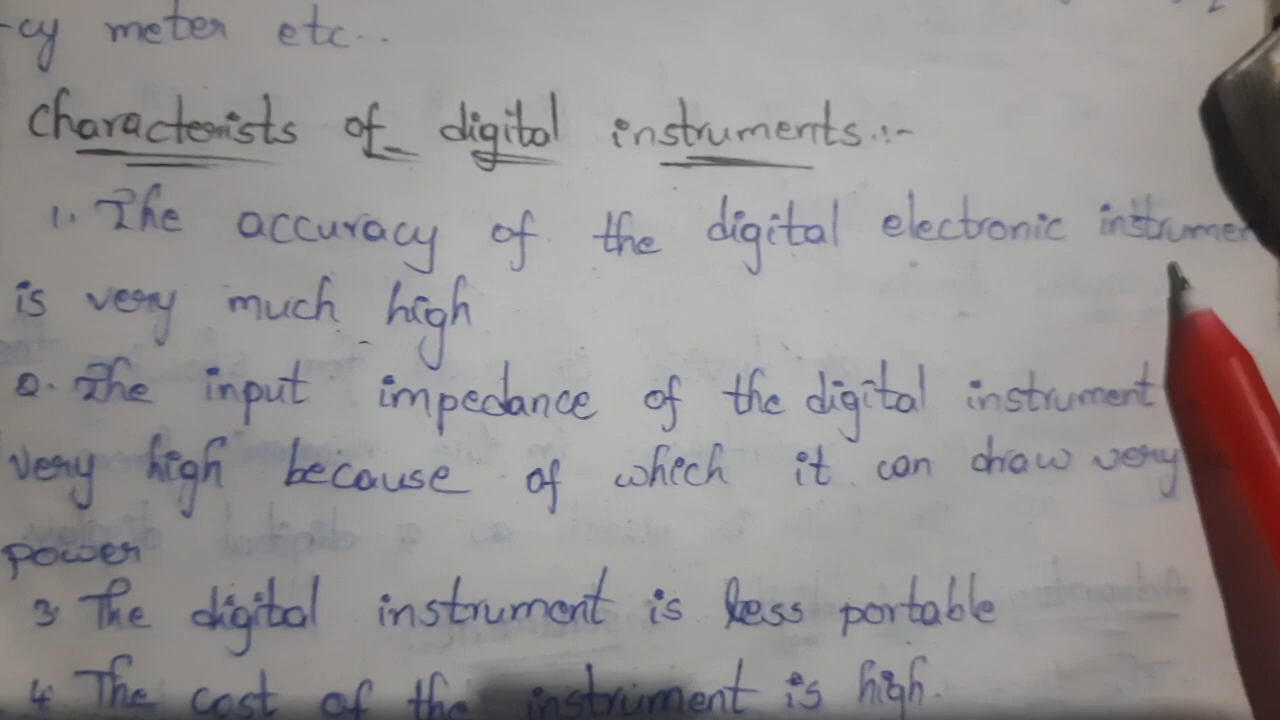 -cy meter etc...
characterists of digital instruments.:-
1. The accuracy of the digital electronic instrumen
is very much high
2. The input impedance of the digital instrument
very high because of whech it can draw very
power
3 The digital instrument is less portable
4. The cost of the instrument is high.